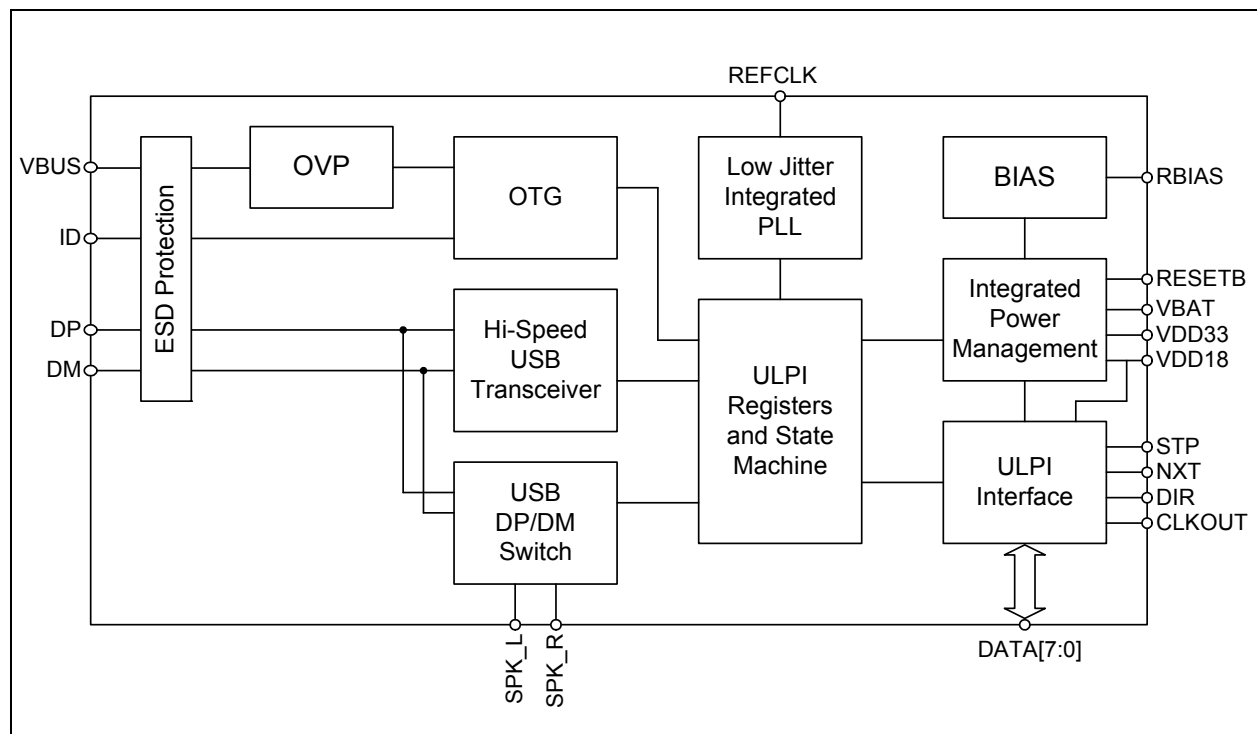 REFCLK
VBUS
ID
DP
DM
ESD Protection
OVP
OTG
Hi-Speed
USB
Transceiver
USB
DP/DM
Switch
SPK_L
SPK_R
Low Jitter
Integrated
PLL
ULPI
Registers
and State
Machine
BIAS
RBIAS
Integrated
Power
Management
RESETB
VBAT
VDD33
VDD18
ULPI
Interface
STP
NXT
DIR
CLKOUT
DATA[7:0]